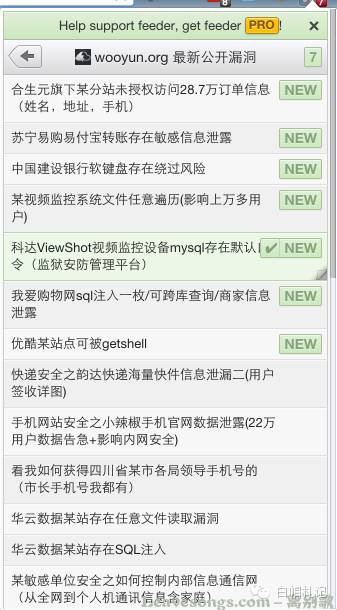 Help support feeder, get feeder PRO!
wooyun.org 最新公开漏洞 7
合生元旗下某分站未授权访问28.7万订单信息 NEW
（姓名，地址，手机）
苏宁易购易付宝转账存在敏感信息泄露 NEW
中国建设银行软键盘存在绕过风险 NEW
某视频监控系统文件任意遍历(影响上万多用 NEW
户)
科达ViewShot视频监控设备mysql存在默认 NEW
令（监狱安防管理平台）
我爱购物网sql注入一枚/可跨库查询/商家信息 NEW
泄露
优酷某站点可被getshell NEW
快递安全之韵达快递海量快件信息泄漏二(用户
签收详图)
手机网站安全之小辣椒手机官网数据泄露(22万
用户数据告急+影响内网安全)
看我如何获得四川省某市各局领导手机号的
（市长手机号我都有）
华云数据某站存在任意文件读取漏洞
华云数据某站存在SQL注入
某敏感单位安全之如何控制内部信息通信网
（从全网到个人机通讯信息含家庭）
Leavesongs.com – 离别歌